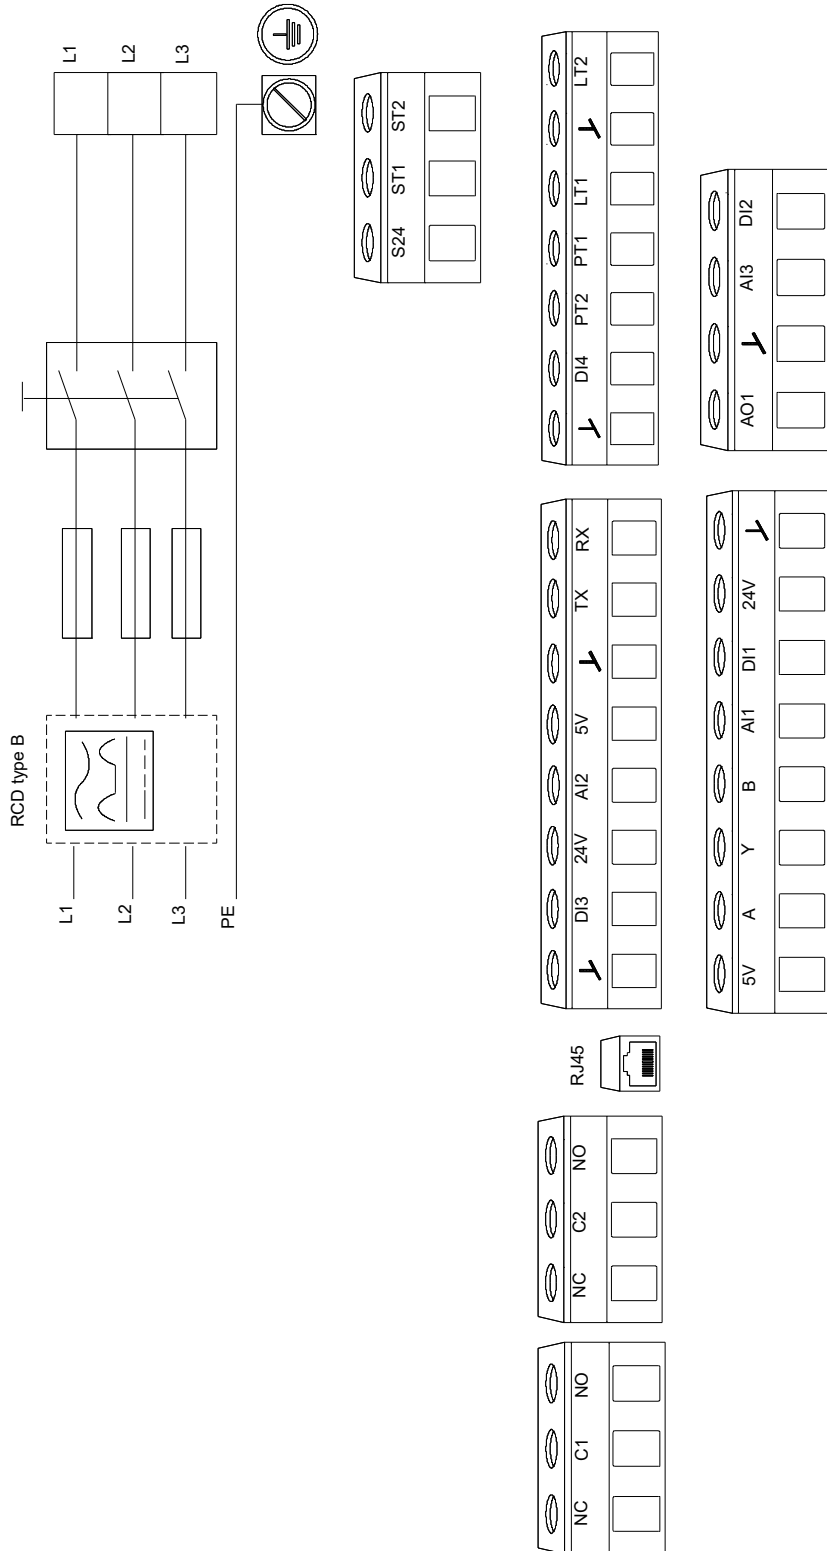 L1
L2
L3
ST2
ST1
S24
LT2
LT1
PT1
PT2
DI4
DI2
AI3
AO1
RCD type B
L1
L2
L3
PE
RX
TX
5V
AI2
24V
DI3
24V
DI1
AI1
B
Y
A
5V
RJ45
NO
C2
NC
NO
C1
NC